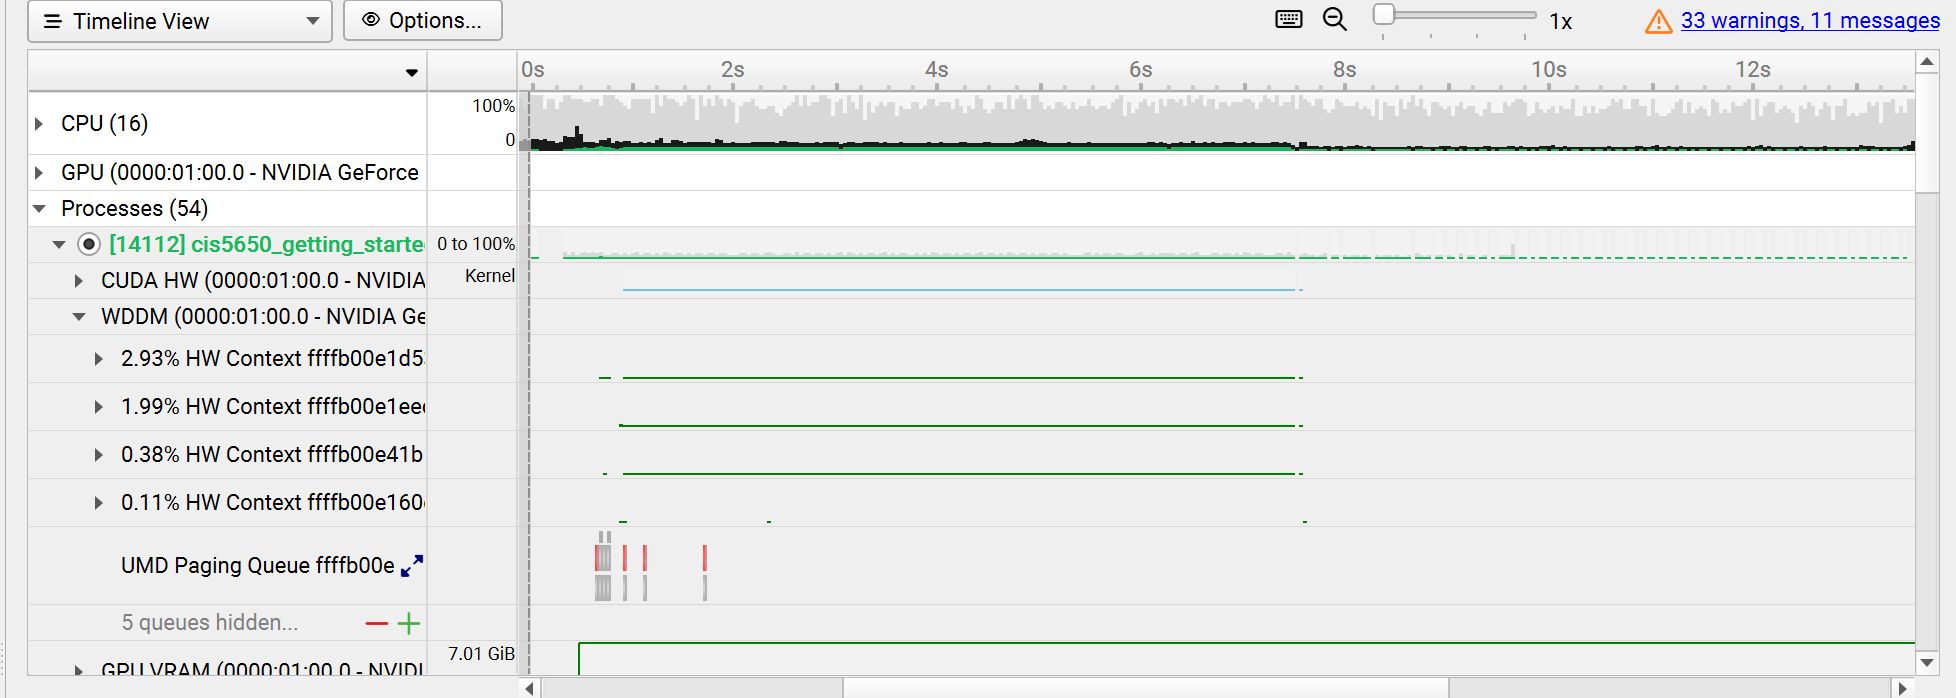 Timeline View Options... 1x 33 warnings, 11 messages
0s 2s 4s 6s 8s 10s 12s
CPU (16) 100%
0
GPU (0000:01:00.0 - NVIDIA GeForce
Processes (54)
[14112] cis5650_getting_starte 0 to 100%
CUDA HW (0000:01:00.0 - NVIDIA Kernel
WDDM (0000:01:00.0 - NVIDIA Ge
2.93% HW Context ffffb00e1d5
1.99% HW Context ffffb00e1ee
0.38% HW Context ffffb00e41b
0.11% HW Context ffffb00e160
UMD Paging Queue ffffb00e
5 queues hidden...
GPU VRAM (0000:01:00.0 - NVIDI 7.01 GiB